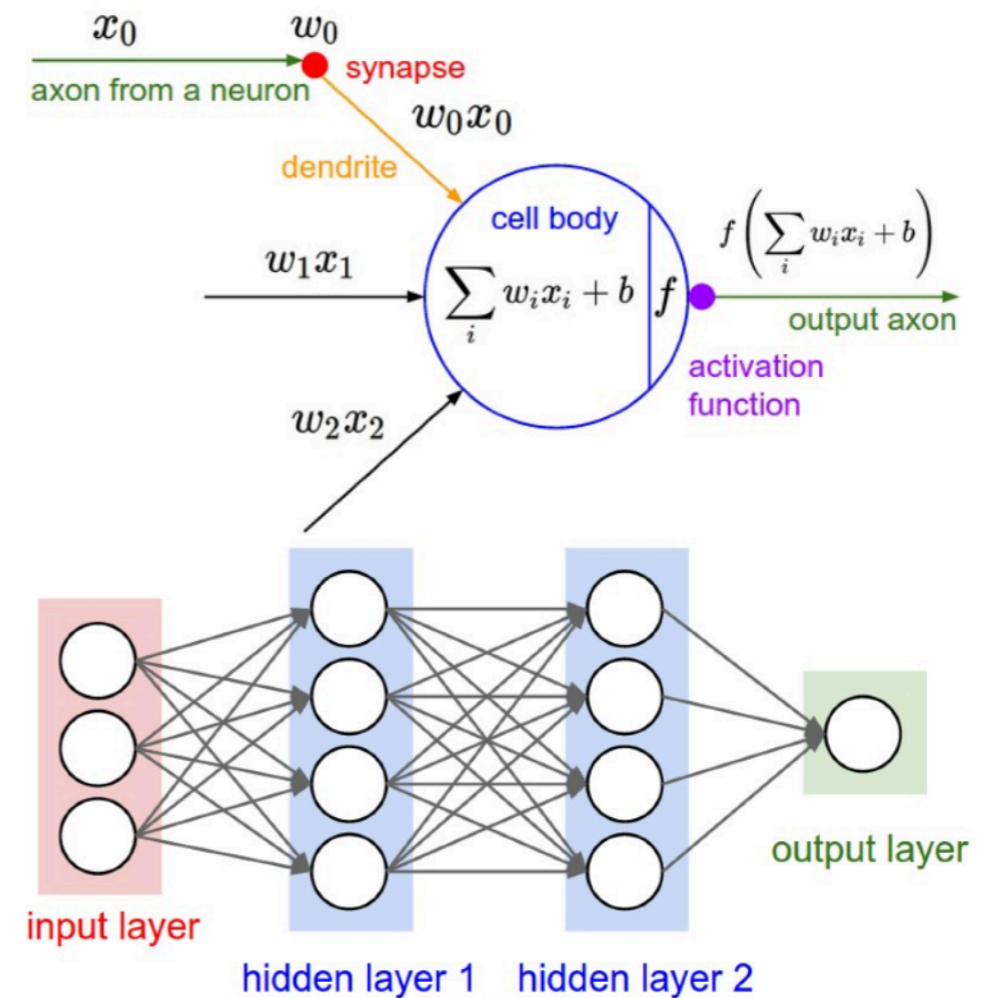 x₀ w₀
axon from a neuron
synapse
w₀x₀
dendrite
cell body
f(∑ᵢ wᵢxᵢ + b)
w₁x₁
∑ᵢ wᵢxᵢ + b
f
output axon
activation
function
w₂x₂
output layer
input layer
hidden layer 1
hidden layer 2